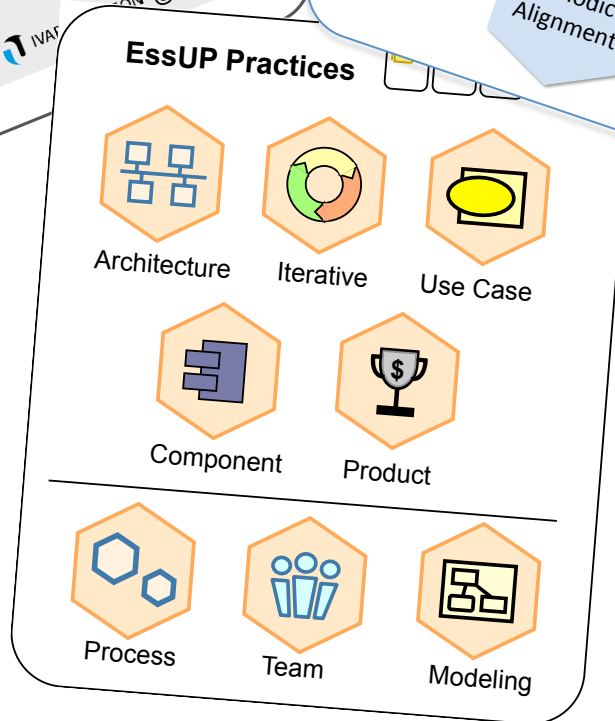 EssUP Practices
Alignment
Architecture
Iterative
Use Case
$
Component
Product
Process
Team
Modeling